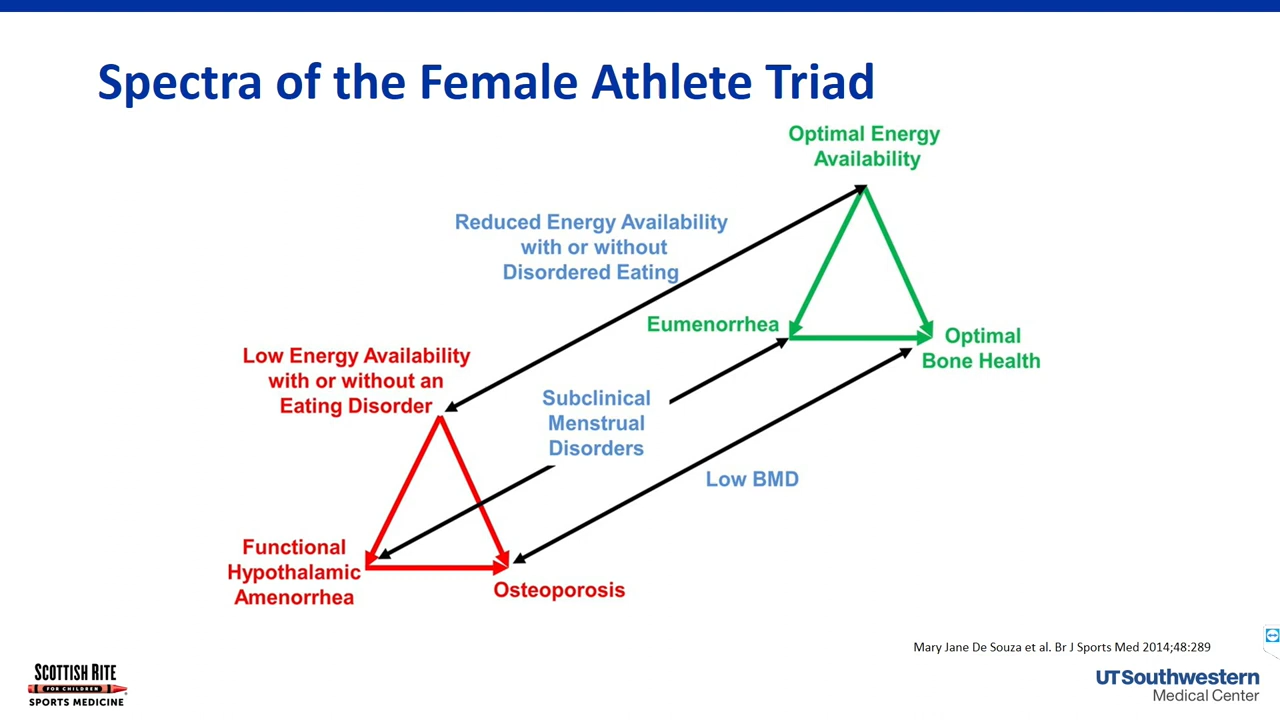 Spectra of the Female Athlete Triad
Optimal Energy
Availability
Reduced Energy Availability
with or without
Disordered Eating
Eumenorrhea
Optimal
Bone Health
Low Energy Availability
with or without an
Eating Disorder
Subclinical
Menstrual
Disorders
Low BMD
Functional
Hypothalamic
Amenorrhea
Osteoporosis
Mary Jane De Souza et al. Br J Sports Med 2014;48:289
SCOTTISH RITE
FOR CHILDREN
SPORTS MEDICINE
UTSouthwestern
Medical Center